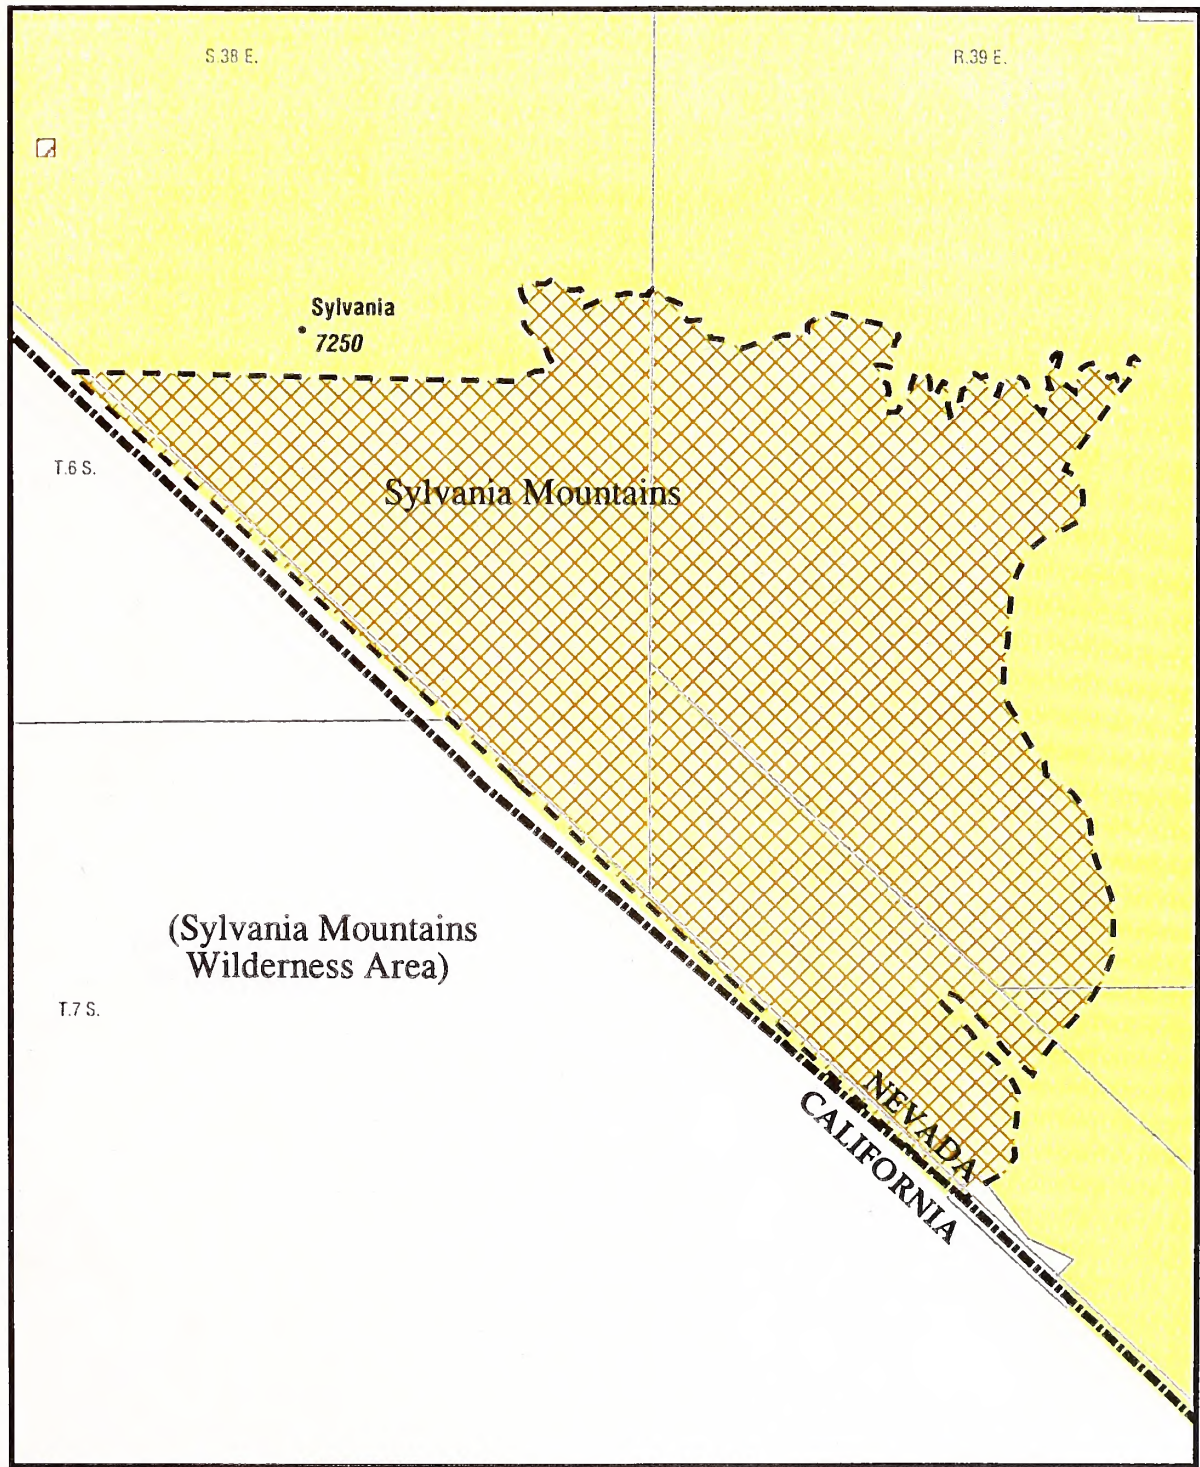 S.38 E.
R.39 E.
Sylvania
7250
T.6 S.
Sylvania Mountains
(Sylvania Mountains
Wilderness Area)
T.7 S.
NEVADA
CALIFORNIA